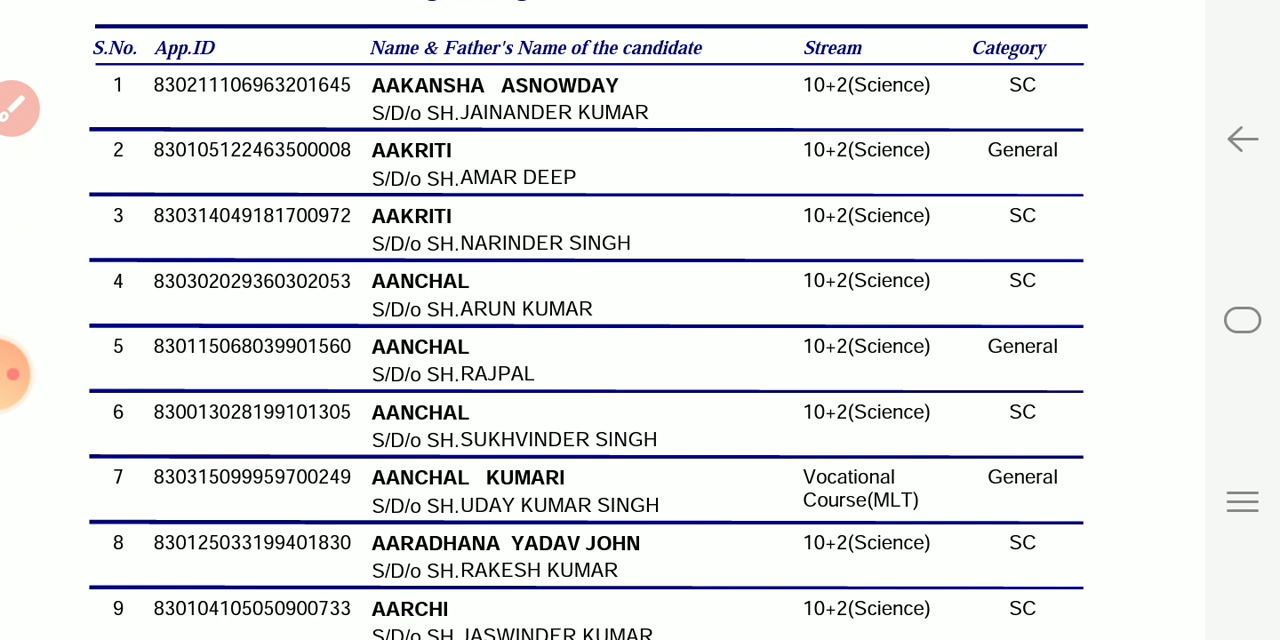 S.No. App.ID Name & Father's Name of the candidate Stream Category
1 830211106963201645 AAKANSHA ASNOWDAY 10+2(Science) SC
S/D/o SH.JAINANDER KUMAR
2 830105122463500008 AAKRITI 10+2(Science) General
S/D/o SH.AMAR DEEP
3 830314049181700972 AAKRITI 10+2(Science) SC
S/D/o SH.NARINDER SINGH
4 830302029360302053 AANCHAL 10+2(Science) SC
S/D/o SH.ARUN KUMAR
5 830115068039901560 AANCHAL 10+2(Science) General
S/D/o SH.RAJPAL
6 830013028199101305 AANCHAL 10+2(Science) SC
S/D/o SH.SUKHVINDER SINGH
7 830315099959700249 AANCHAL KUMARI Vocational General
S/D/o SH.UDAY KUMAR SINGH Course(MLT)
8 830125033199401830 AARADHANA YADAV JOHN 10+2(Science) SC
S/D/o SH.RAKESH KUMAR
9 830104105050900733 AARCHI 10+2(Science) SC
S/D/o SH.JASWINDER KUMAR